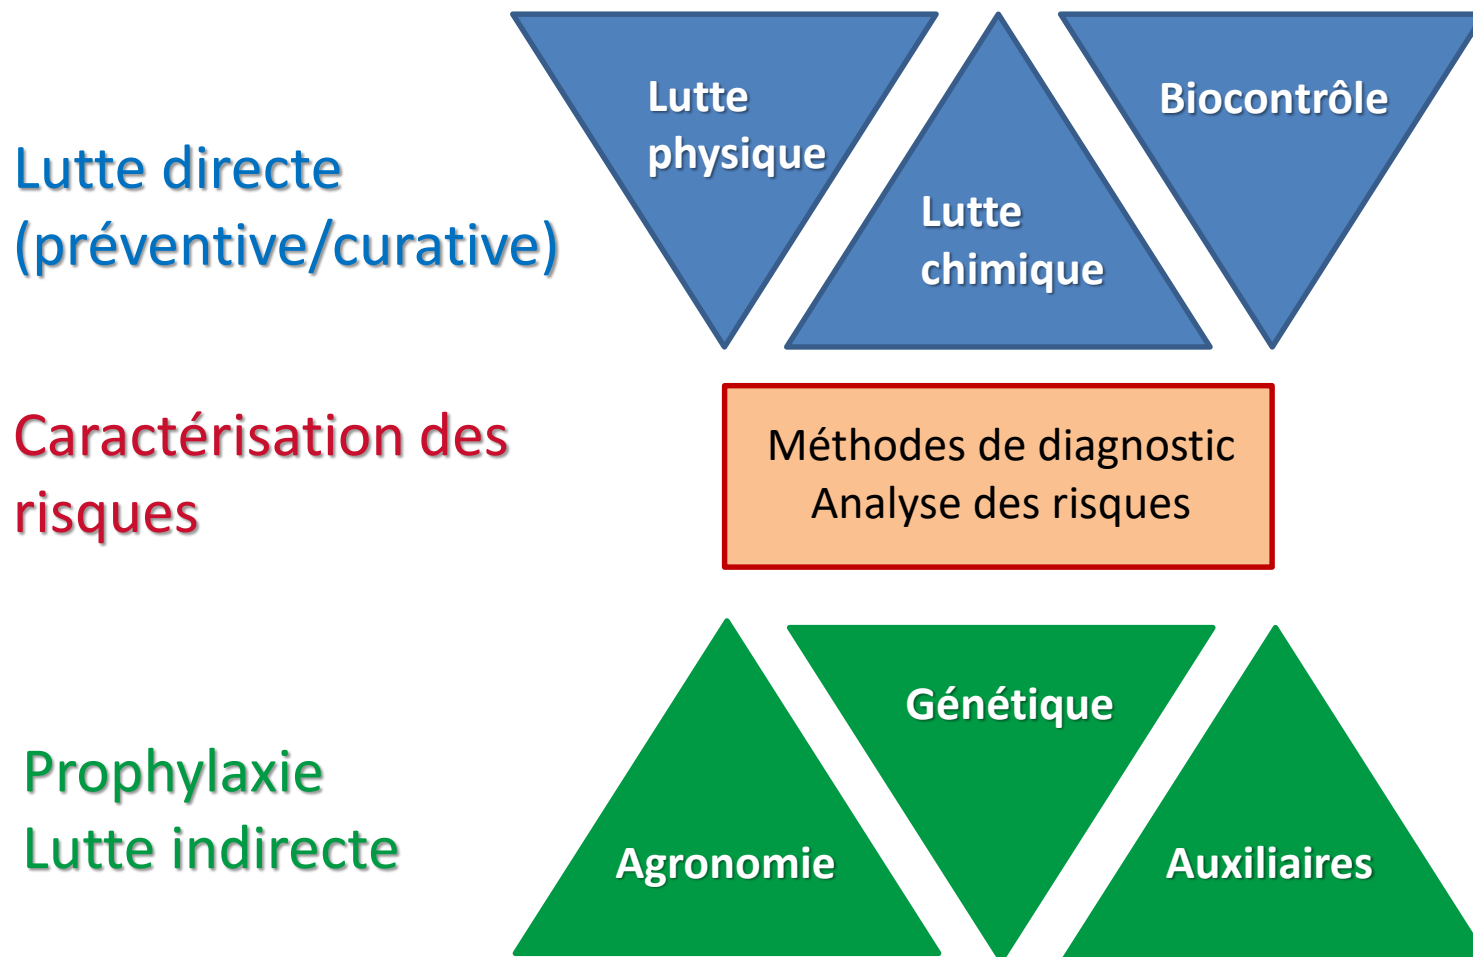 Lutte directe
(préventive/curative)
Lutte
physique
Lutte
chimique
Biocontrôle
Caractérisation des
risques
Méthodes de diagnostic
Analyse des risques
Prophylaxie
Lutte indirecte
Agronomie
Génétique
Auxiliaires